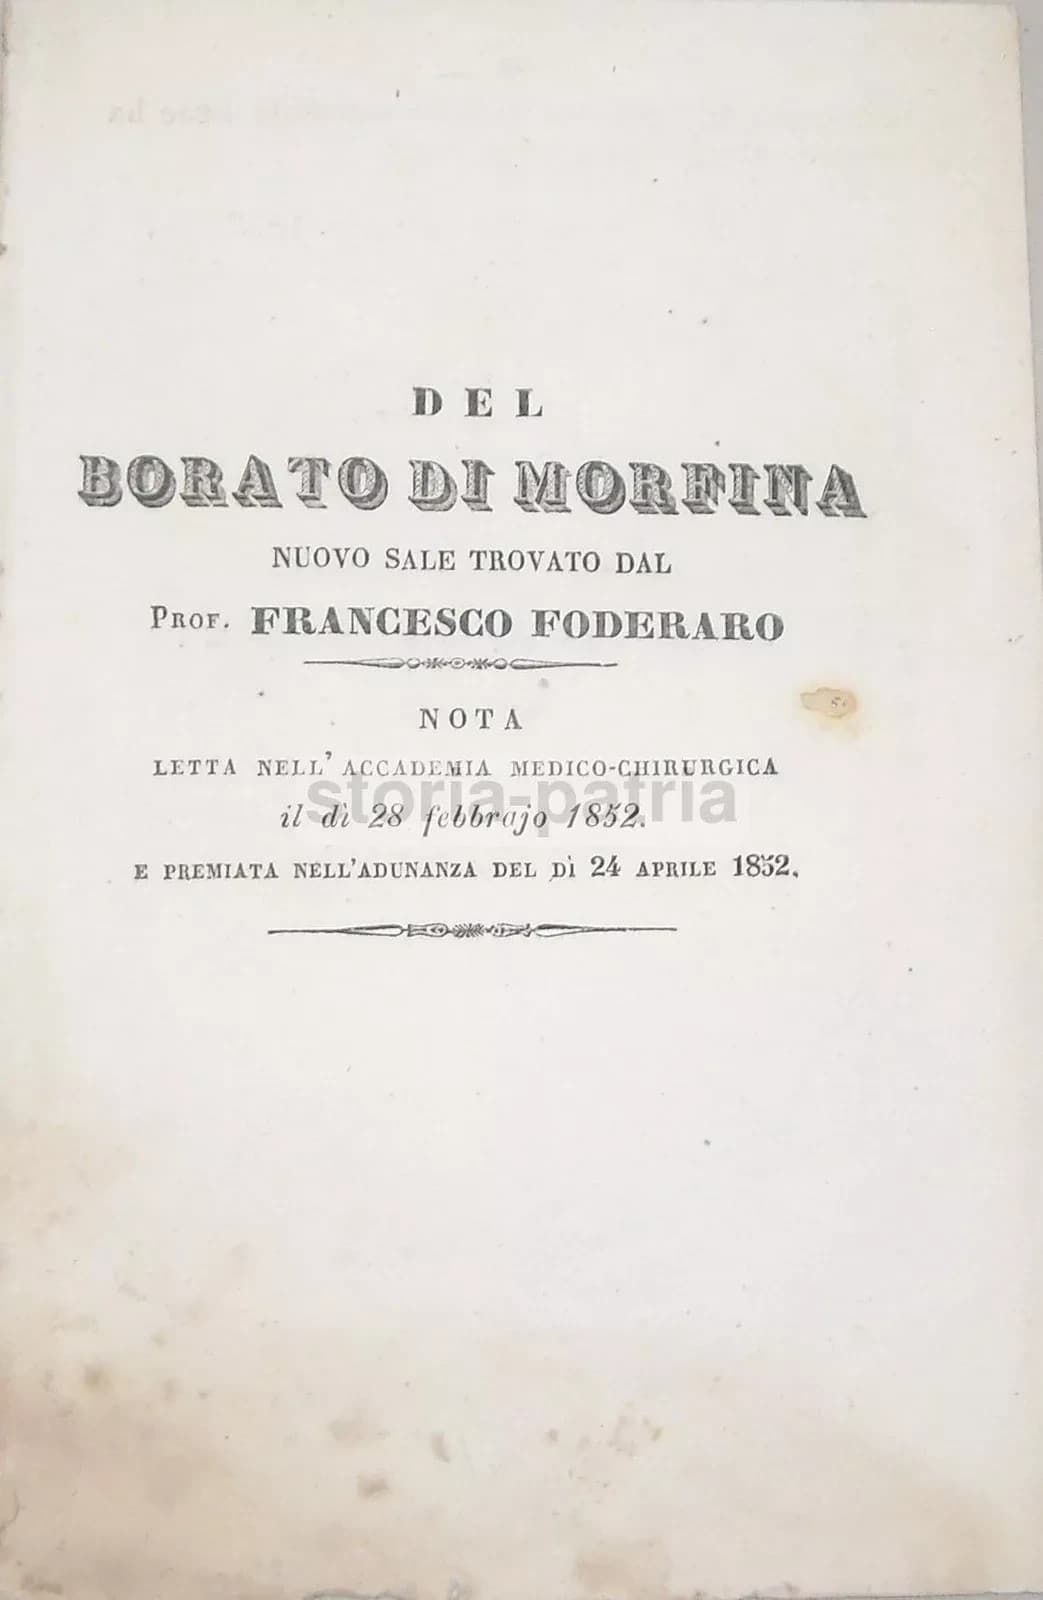 DEL
BORATO DI MORFINA
NUOVO SALE TROVATO DAL
PROF. FRANCESCO FODERARO
NOTA
LETTA NELL' ACCADEMIA MEDICO-CHIRURGICA
storia-patria
il dì 28 febbrajo 1852.
E PREMIATA NELL'ADUNANZA DEL DÌ 24 APRILE 1852.